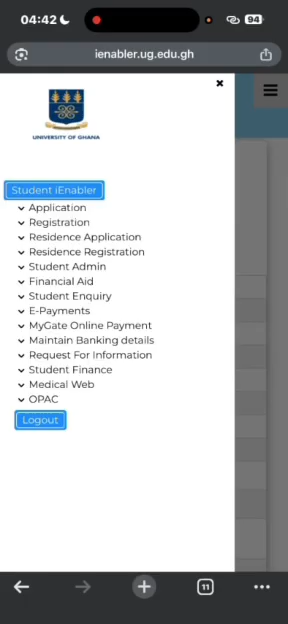 04:42
94
ienabler.ug.edu.gh
UNIVERSITY OF GHANA
Student iEnabler
Application
Registration
Residence Application
Residence Registration
Student Admin
Financial Aid
Student Enquiry
E-Payments
MyGate Online Payment
Maintain Banking details
Request For Information
Student Finance
Medical Web
OPAC
Logout
11